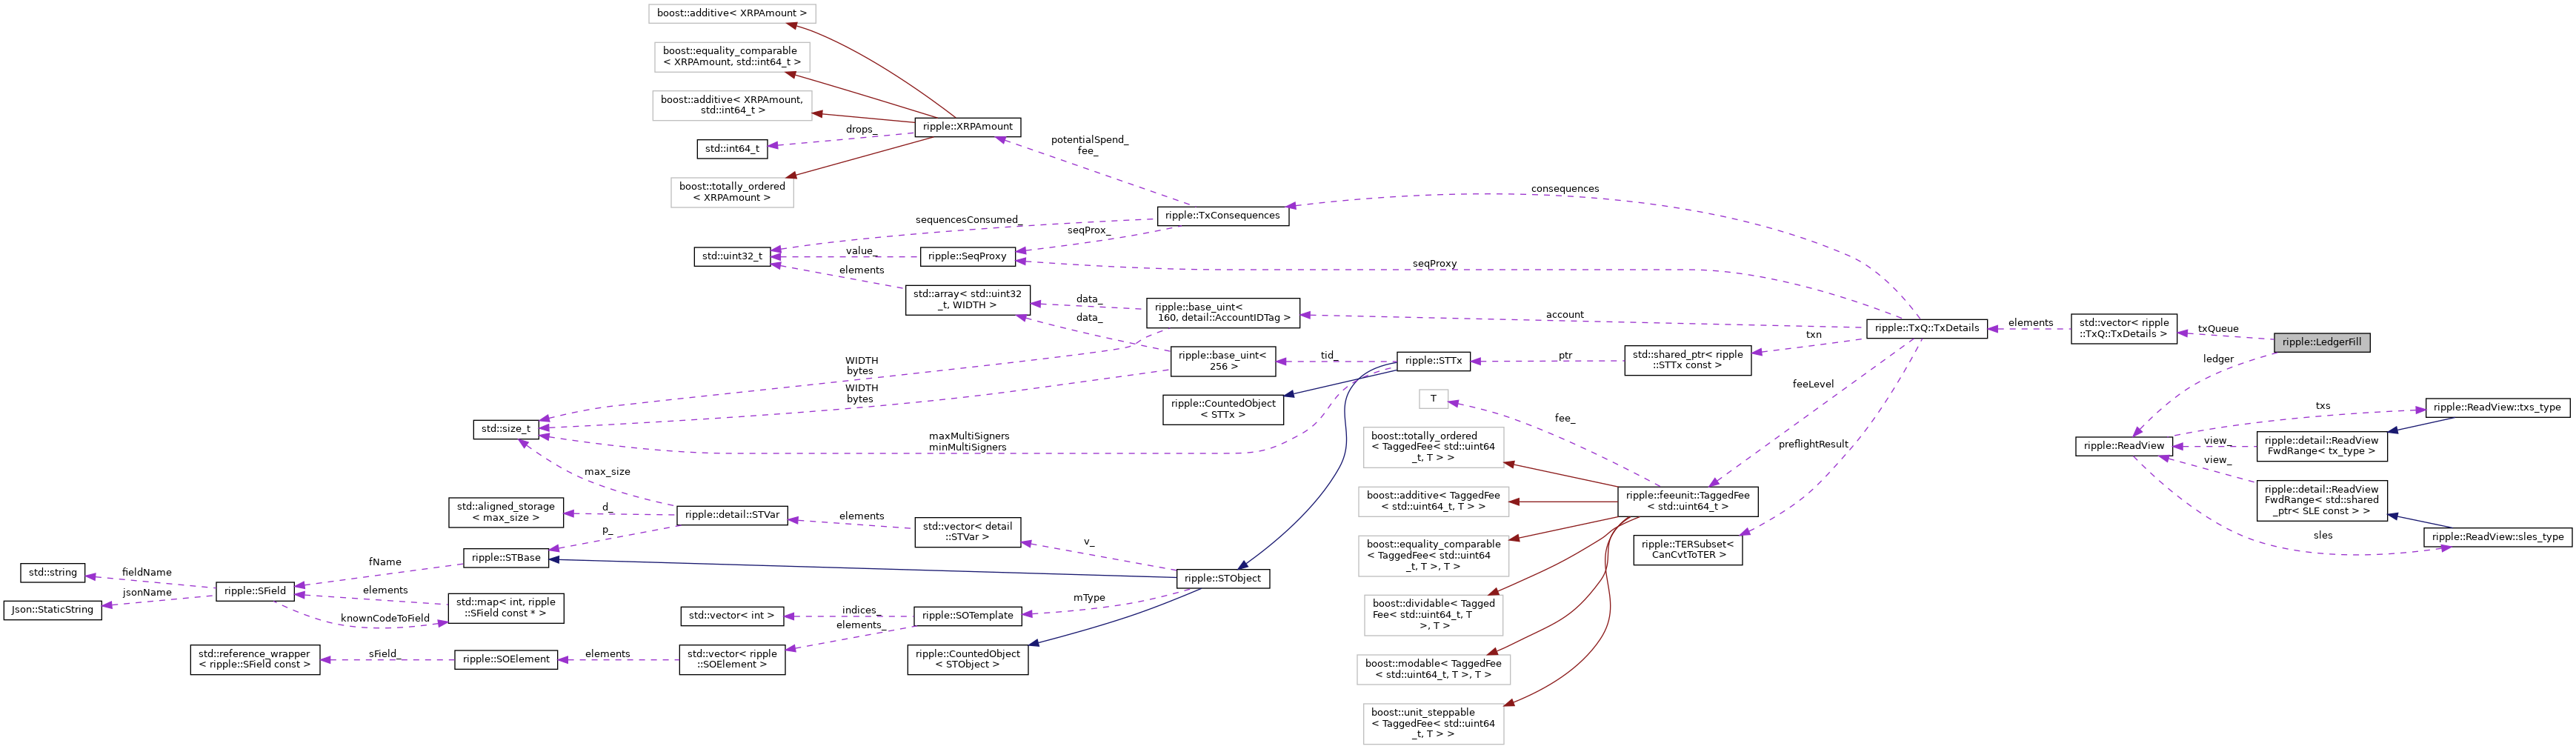 boost::additive< XRPAmount >
boost::equality_comparable
< XRPAmount, std::int64_t >
boost::additive< XRPAmount,
std::int64_t >
ripple::XRPAmount
drops_
std::int64_t
potentialSpend_
fee_
boost::totally_ordered
< XRPAmount >
consequences
ripple::TxConsequences
sequencesConsumed_
seqProx_
std::uint32_t
value_
ripple::SeqProxy
seqProxy
elements
std::array< std::uint32
_t, WIDTH >
data_
data_
ripple::base_uint<
160, detail::AccountIDTag >
account
ripple::TxQ::TxDetails
elements
std::vector< ripple
::TxQ::TxDetails >
txQueue
ripple::LedgerFill
txn
ledger
WIDTH
bytes
WIDTH
bytes
ripple::base_uint<
256 >
tid_
ripple::STTx
ptr
std::shared_ptr< ripple
::STTx const >
feeLevel
ripple::CountedObject
< STTx >
T
fee_
txs
ripple::ReadView::txs_type
std::size_t
maxMultiSigners
minMultiSigners
boost::totally_ordered
< TaggedFee< std::uint64
_t, T > >
preflightResult
ripple::ReadView
view_
view_
ripple::detail::ReadView
FwdRange< tx_type >
max_size
boost::additive< TaggedFee
< std::uint64_t, T > >
ripple::feeunit::TaggedFee
< std::uint64_t >
ripple::detail::ReadView
FwdRange< std::shared
_ptr< SLE const > >
std::aligned_storage
< max_size >
d_
p_
ripple::detail::STVar
elements
std::vector< detail
::STVar >
v_
boost::equality_comparable
< TaggedFee< std::uint64
_t, T >, T >
ripple::TERSubset<
CanCvtToTER >
sles
ripple::ReadView::sles_type
ripple::STBase
fName
std::string
fieldName
jsonName
Json::StaticString
ripple::SField
elements
knownCodeToField
std::map< int, ripple
::SField const * >
ripple::STObject
mType
boost::dividable< Tagged
Fee< std::uint64_t, T
>, T >
std::vector< int >
indices_
elements_
ripple::SOTemplate
std::reference_wrapper
< ripple::SField const >
sField_
ripple::SOElement
elements
std::vector< ripple
::SOElement >
ripple::CountedObject
< STObject >
boost::modable< TaggedFee
< std::uint64_t, T >, T >
boost::unit_steppable
< TaggedFee< std::uint64
_t, T > >